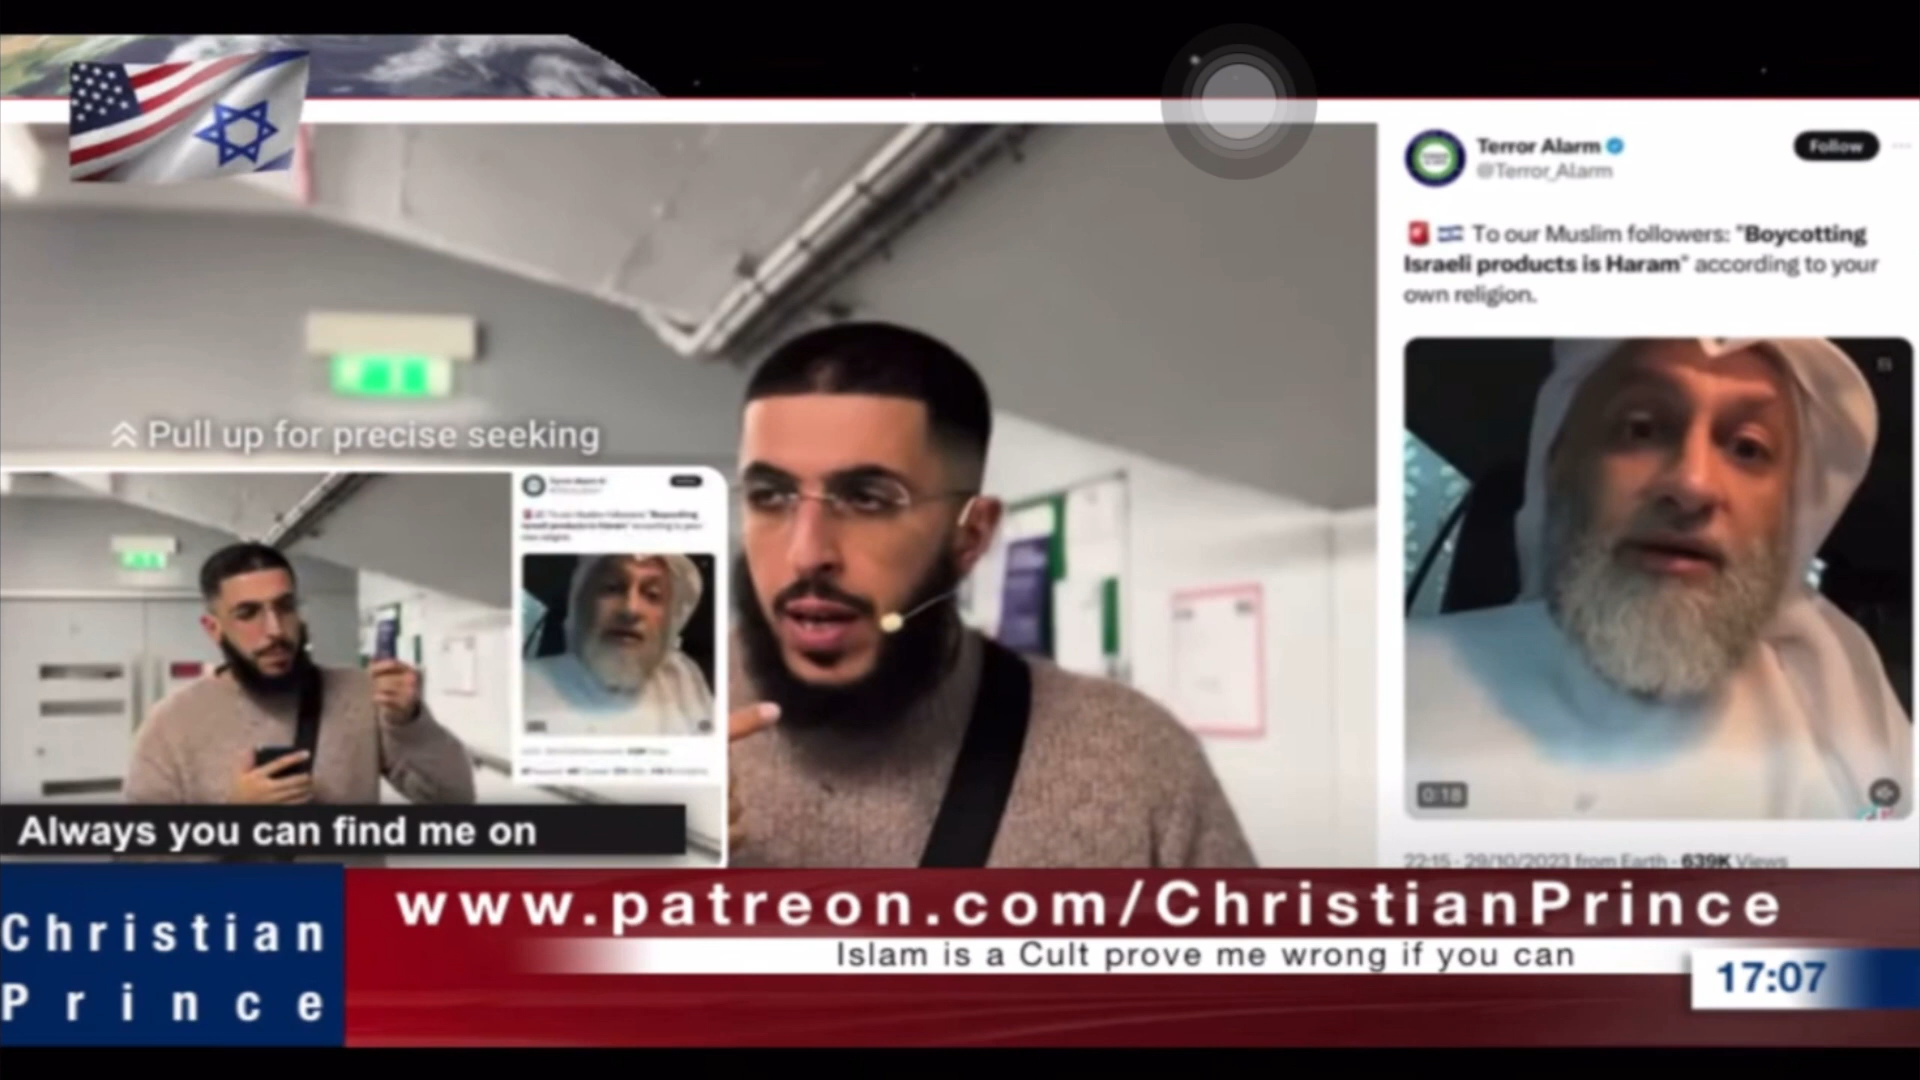 Terror Alarm
Follow
@Terror_Alarm
To our Muslim followers: "Boycotting
Israeli products is Haram" according to your
own religion.
Pull up for precise seeking
0:18
22:15 · 29/10/2023 from Earth · 639K Views
Always you can find me on
Christian
Prince
www.patreon.com/ChristianPrince
Islam is a Cult prove me wrong if you can
17:07